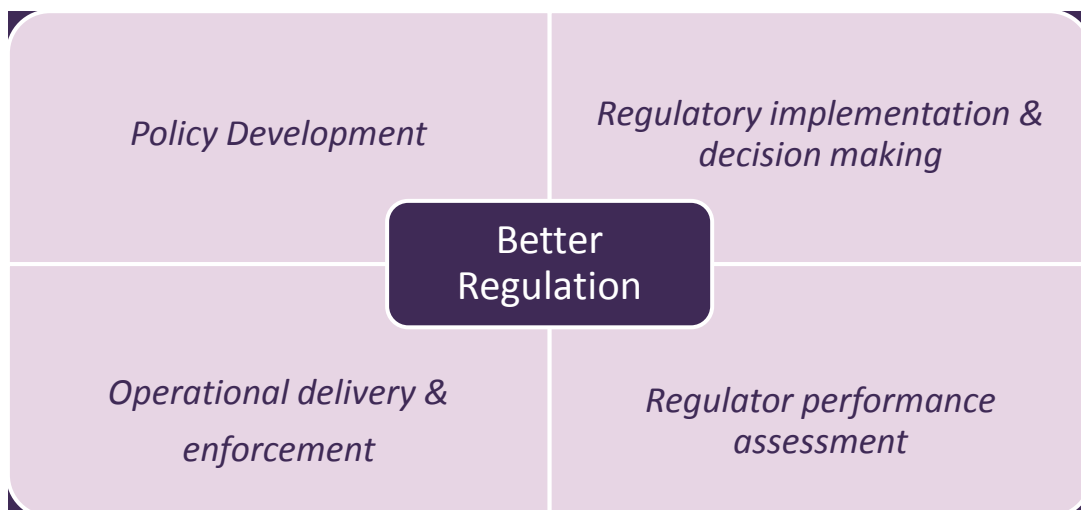 Policy Development
Regulatory implementation &
decision making
Better
Regulation
Operational delivery &
enforcement
Regulator performance
assessment